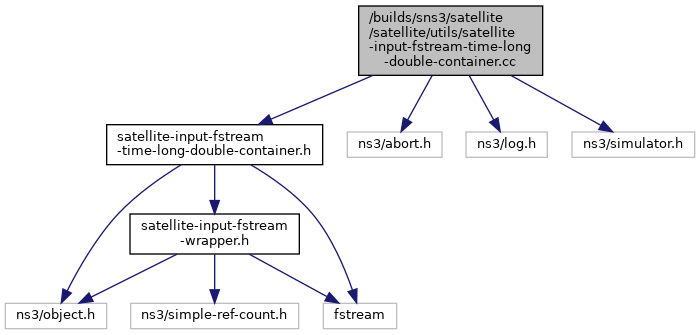 /builds/sns3/satellite
/satellite/utils/satellite
-input-fstream-time-long
-double-container.cc
satellite-input-fstream
-time-long-double-container.h
ns3/abort.h
ns3/log.h
ns3/simulator.h
satellite-input-fstream
-wrapper.h
ns3/object.h
ns3/simple-ref-count.h
fstream